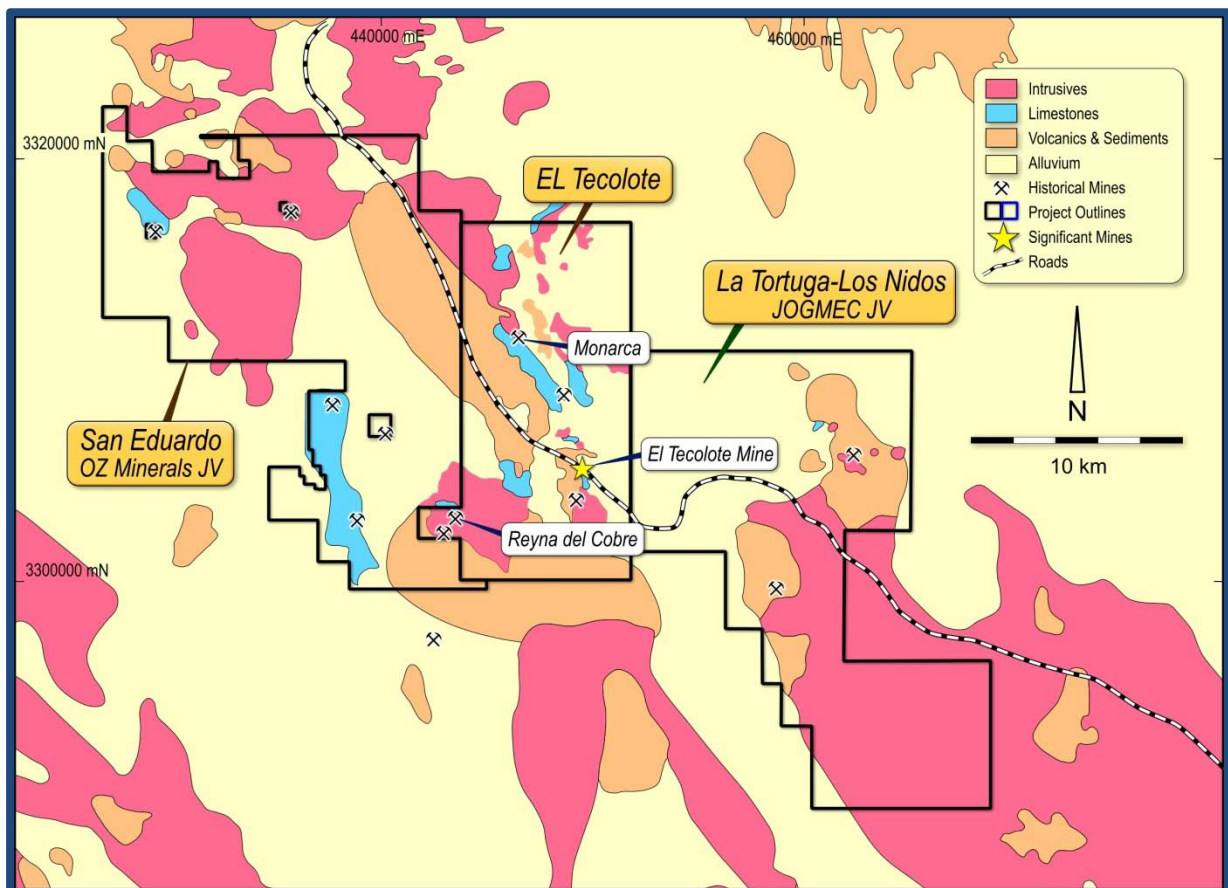 440000 mE
460000 mE
3320000 mN
3300000 mN
Intrusives
Limestones
Volcanics & Sediments
Alluvium
Historical Mines
Project Outlines
Significant Mines
Roads
N
10 km
EL Tecolote
La Tortuga-Los Nidos
JOGMEC JV
Monarca
San Eduardo
OZ Minerals JV
El Tecolote Mine
Reyna del Cobre